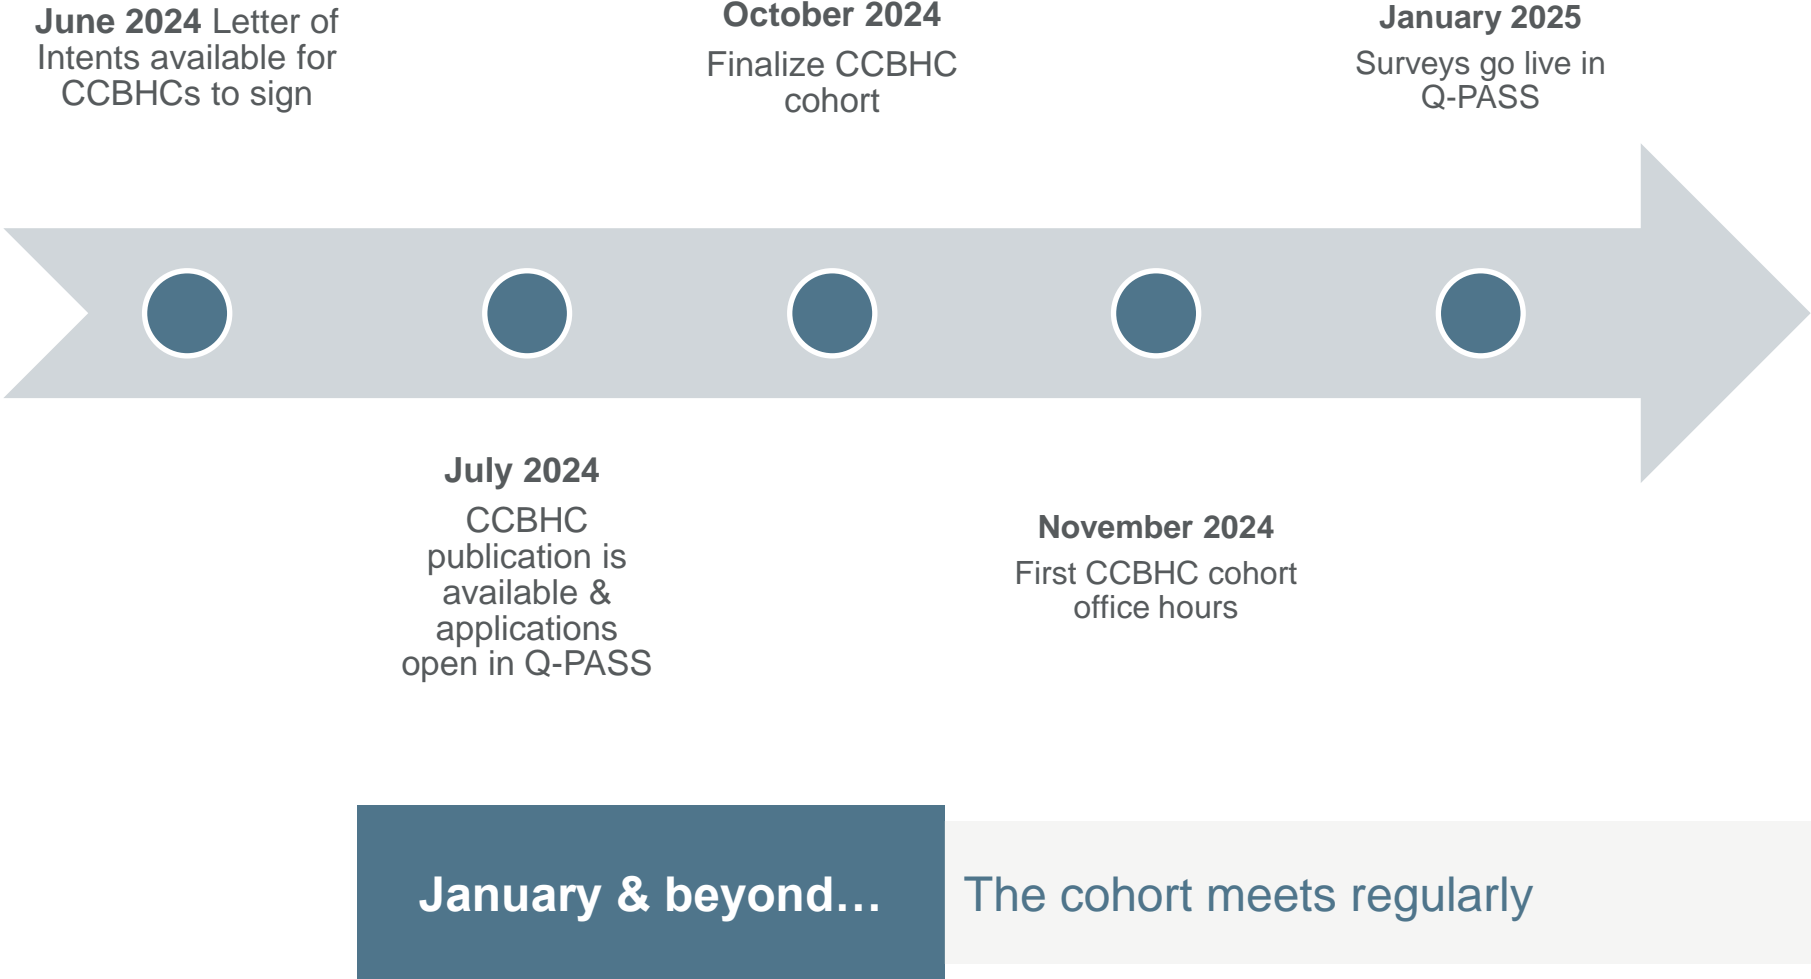 June 2024 Letter of
Intents available for
CCBHCs to sign
October 2024
Finalize CCBHC
cohort
January 2025
Surveys go live in
Q-PASS
July 2024
CCBHC
publication is
available &
applications
open in Q-PASS
November 2024
First CCBHC cohort
office hours
January & beyond…
The cohort meets regularly